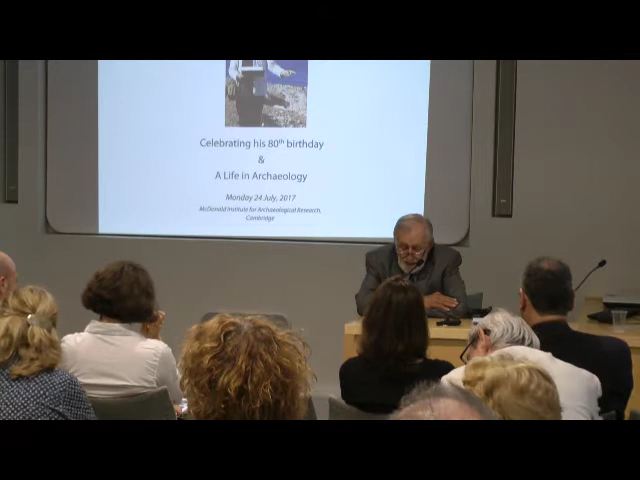 Celebrating his 80th birthday
&
A Life in Archaeology
Monday 24 July, 2017
McDonald Institute for Archaeological Research,
Cambridge